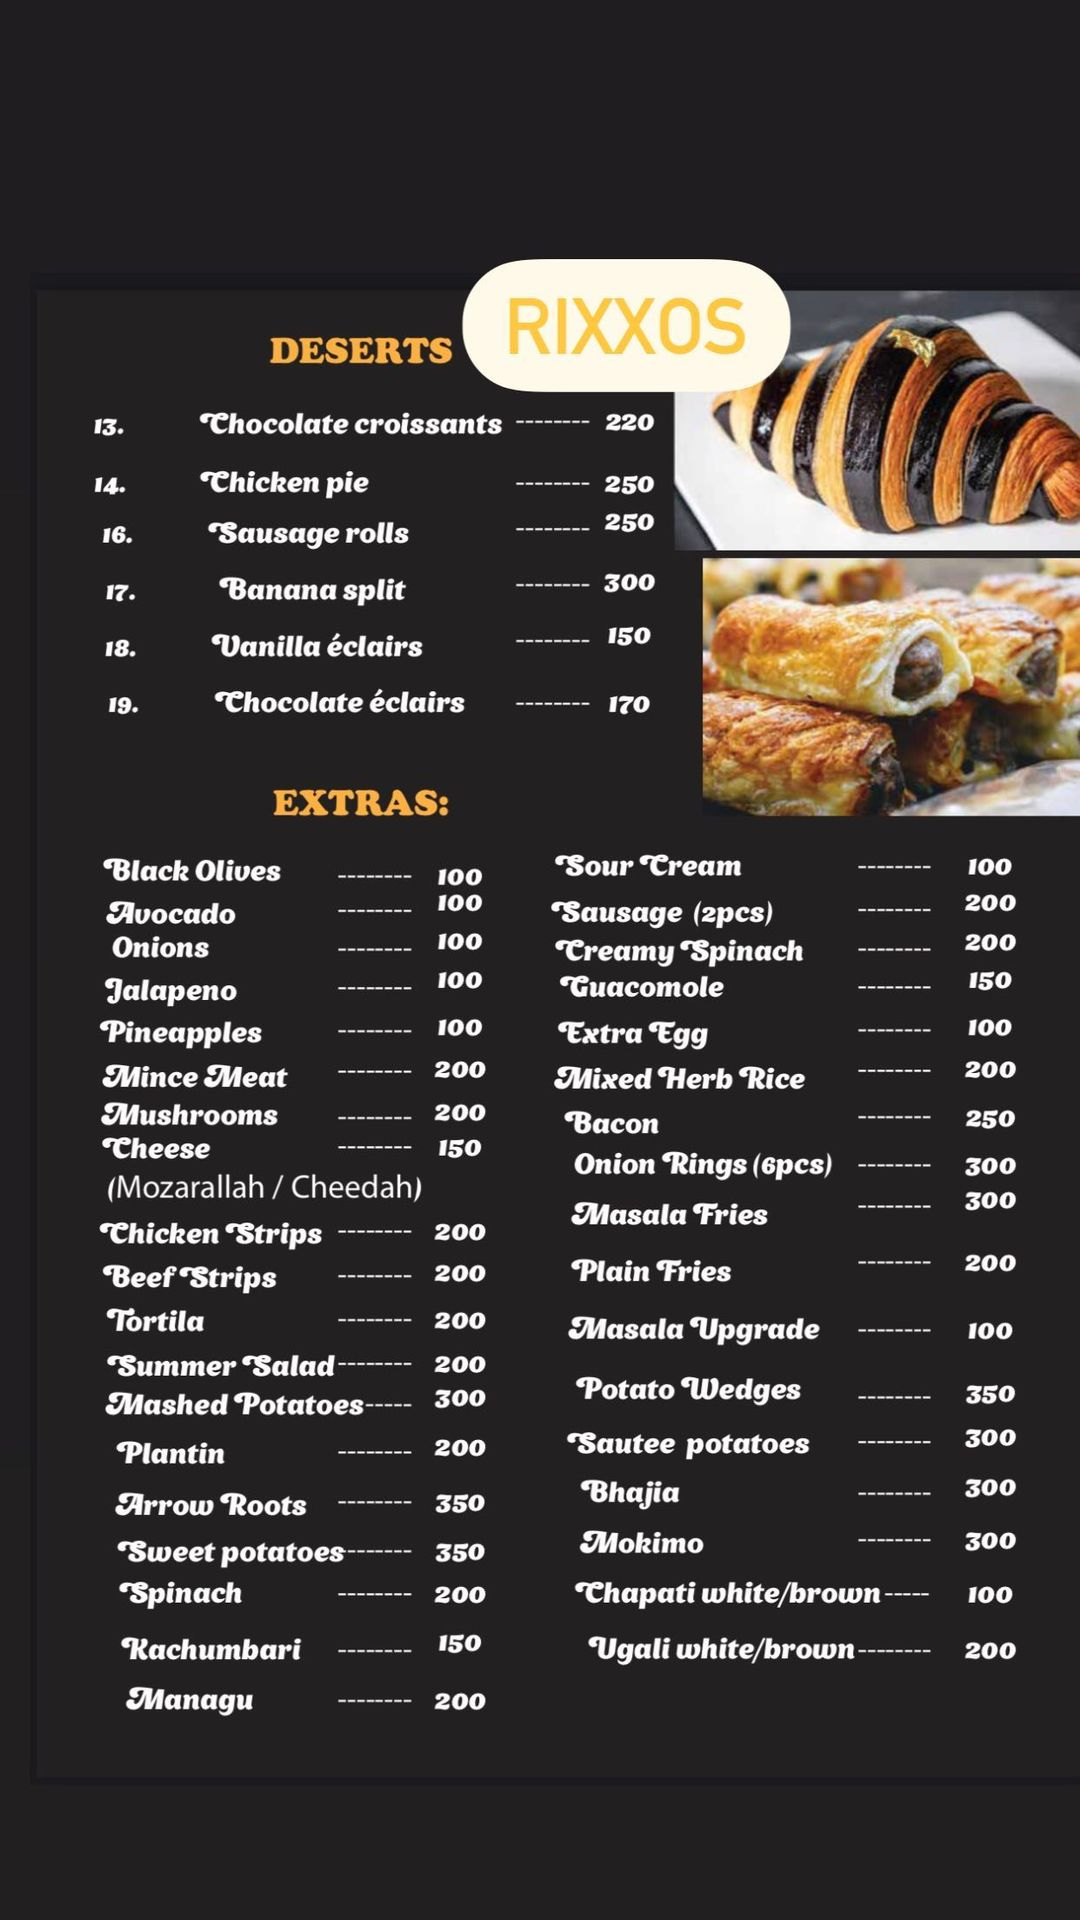 RIXXOS
DESERTS
13. Chocolate croissants -------- 220
14. Chicken pie -------- 250
16. Sausage rolls -------- 250
17. Banana split -------- 300
18. Vanilla éclairs -------- 150
19. Chocolate éclairs -------- 170
EXTRAS:
Black Olives -------- 100
Avocado -------- 100
Onions -------- 100
Jalapeno -------- 100
Pineapples -------- 100
Mince Meat -------- 200
Mushrooms -------- 200
Cheese -------- 150
(Mozarallah / Cheedah)
Chicken Strips -------- 200
Beef Strips -------- 200
Tortila -------- 200
Summer Salad -------- 200
Mashed Potatoes ----- 300
Plantin -------- 200
Arrow Roots -------- 350
Sweet potatoes -------- 350
Spinach -------- 200
Kachumbari -------- 150
Managu -------- 200
Sour Cream -------- 100
Sausage (2pcs) -------- 200
Creamy Spinach -------- 200
Guacomole -------- 150
Extra Egg -------- 100
Mixed Herb Rice -------- 200
Bacon -------- 250
Onion Rings (6pcs) -------- 300
Masala Fries -------- 300
Plain Fries -------- 200
Masala Upgrade -------- 100
Potato Wedges -------- 350
Sautee potatoes -------- 300
Bhajia -------- 300
Mokimo -------- 300
Chapati white/brown ----- 100
Ugali white/brown -------- 200